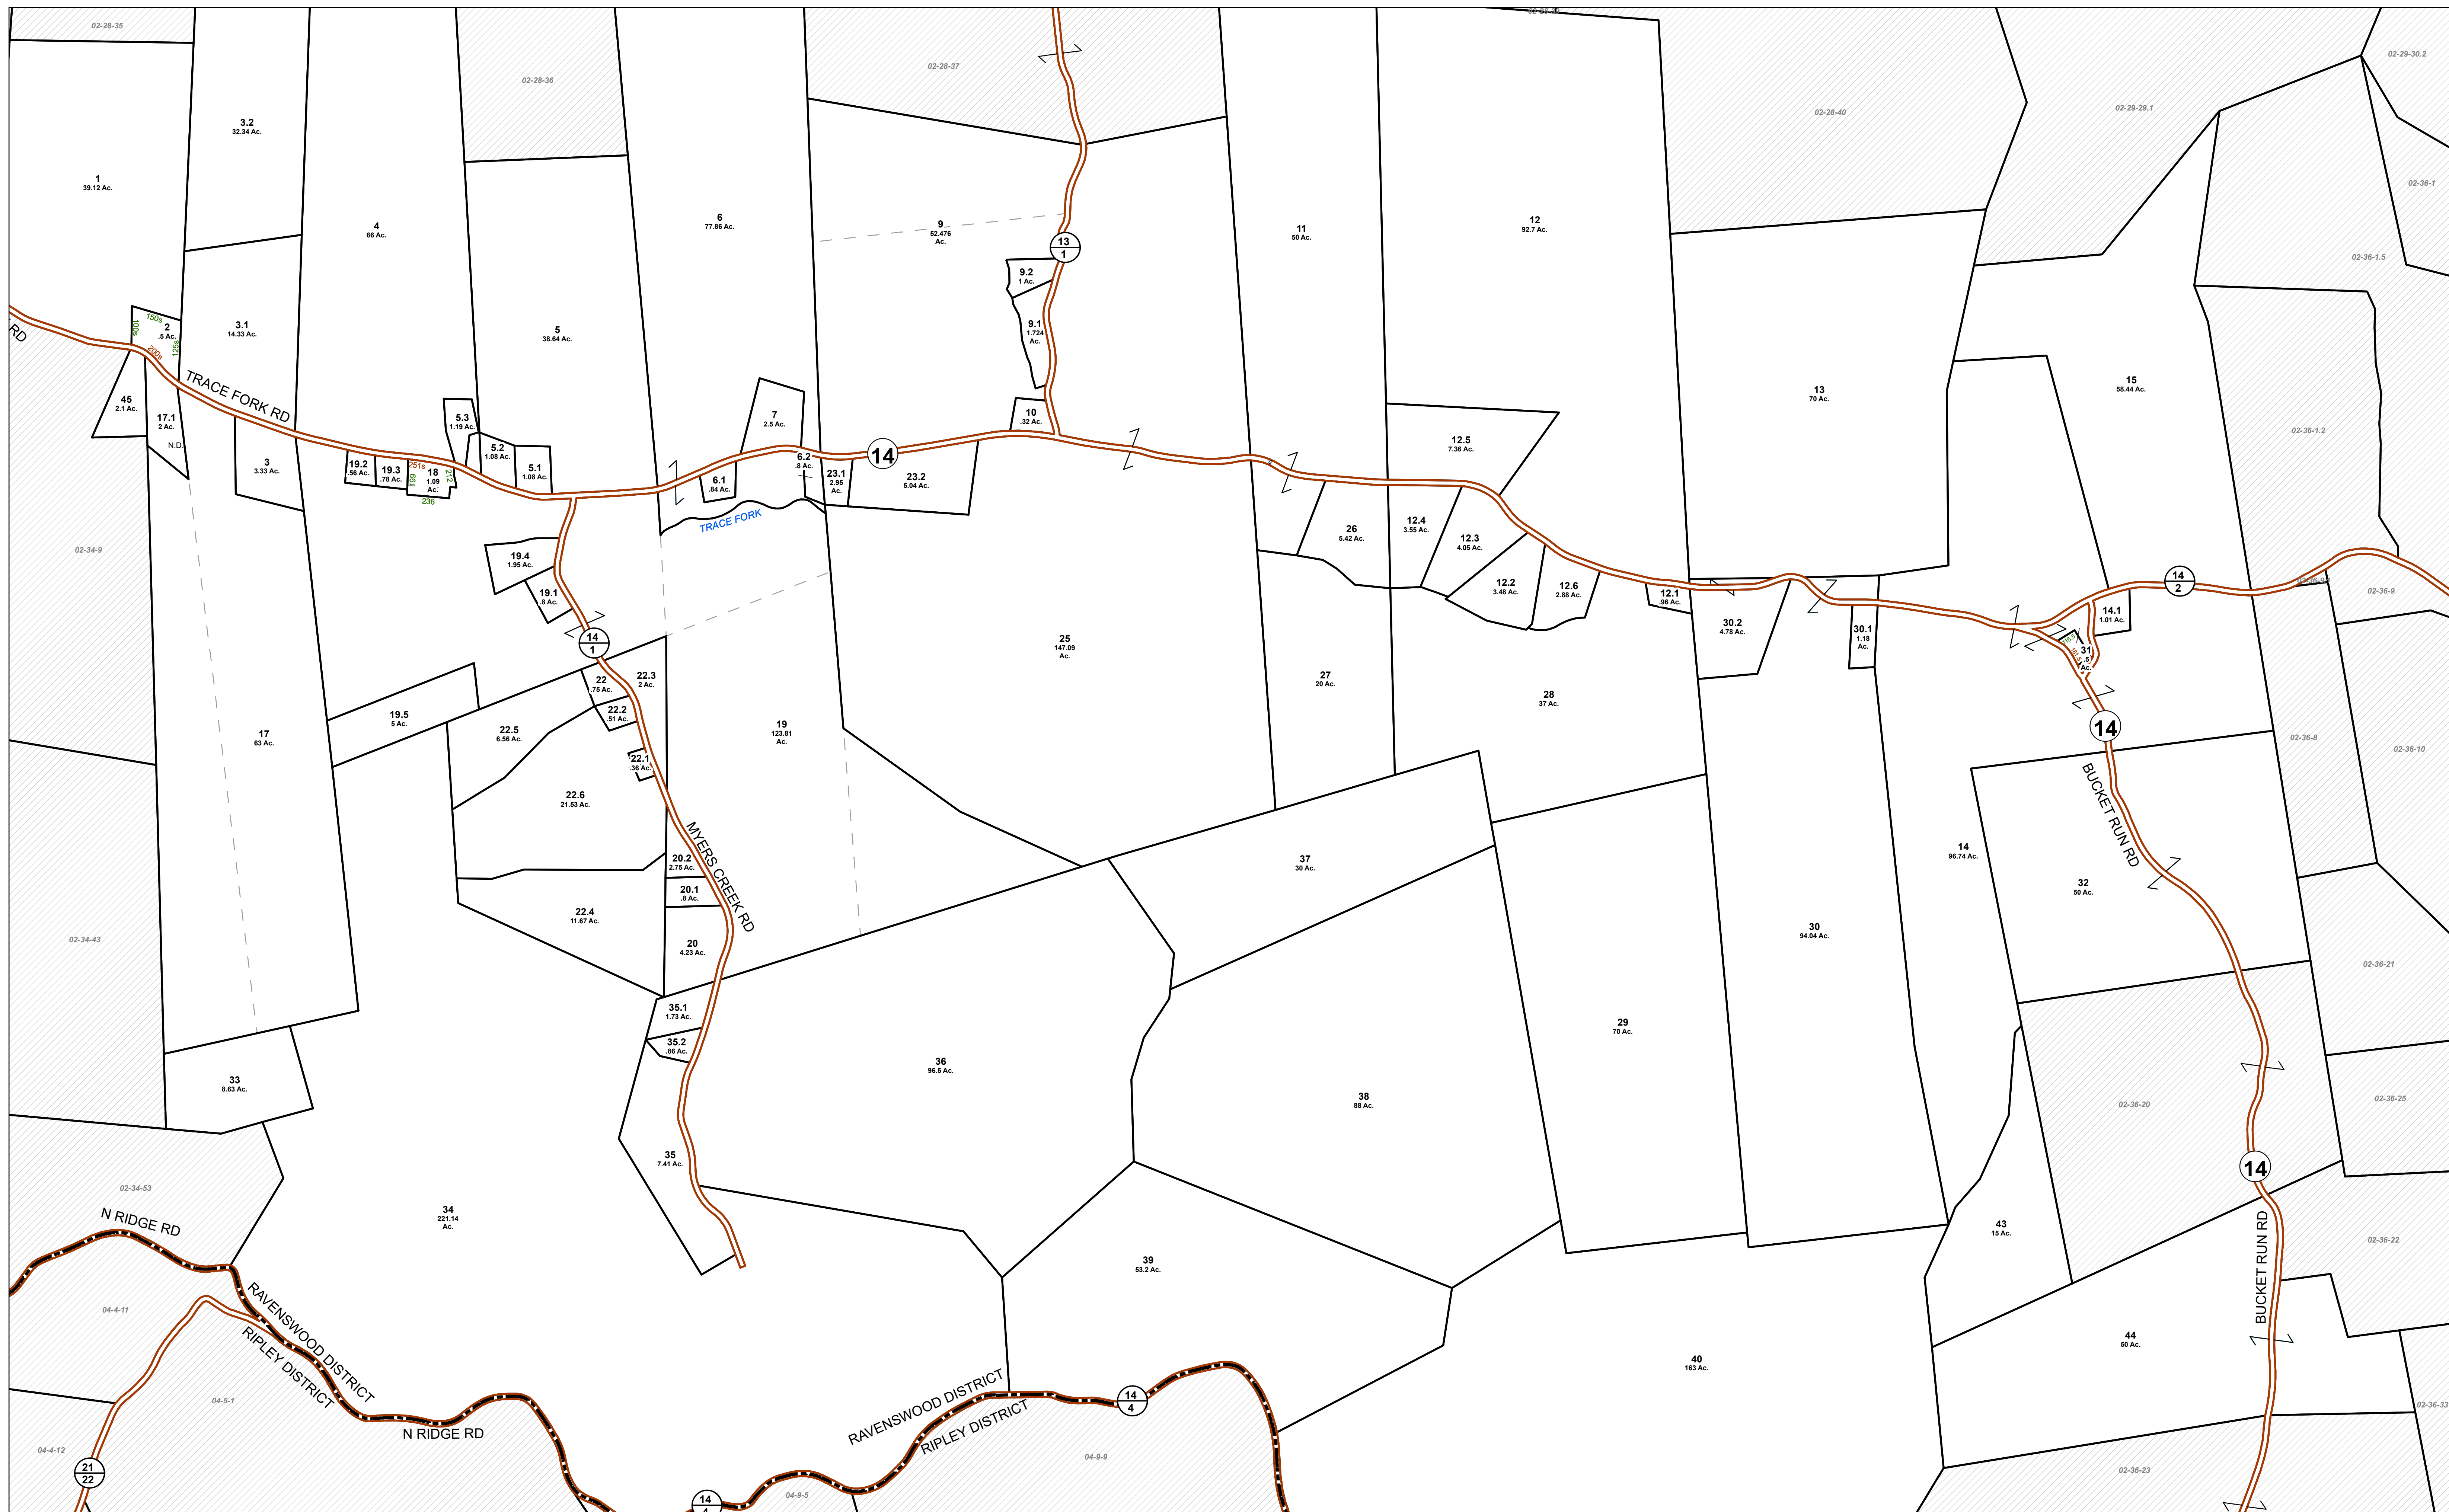 02-28-35
02-28-36
02-28-37
02-28-40
02-29-29.1
02-29-30.2
02-36-1
02-36-1.5
02-36-1.2
3.2
32.34 Ac.
1
39.12 Ac.
4
66 Ac.
6
77.86 Ac.
9
52.476
Ac.
11
50 Ac.
12
92.7 Ac.
13
1
9.2
1 Ac.
9.1
1.724
Ac.
RD
150s
100s
2
.5 Ac.
125s
200s
3.1
14.33 Ac.
5
38.64 Ac.
TRACE FORK RD
45
2.1 Ac.
17.1
2 Ac.
N.D.
3
3.33 Ac.
19.2
.56 Ac.
19.3
.78 Ac.
251s
199
18
1.09
Ac.
212
236
5.3
1.19 Ac.
5.2
1.08 Ac.
5.1
1.08 Ac.
7
2.5 Ac.
6.2
.8 Ac.
6.1
.84 Ac.
TRACE FORK
23.1
2.95
Ac.
14
23.2
5.04 Ac.
10
.32 Ac.
12.5
7.36 Ac.
13
70 Ac.
15
58.44 Ac.
26
5.42 Ac.
12.4
3.55 Ac.
12.3
4.05 Ac.
12.2
3.48 Ac.
12.6
2.88 Ac.
12.1
.96 Ac.
30.2
4.78 Ac.
30.1
1.18
Ac.
14
2
14.1
1.01 Ac.
31
.5
Ac.
02-36-9
02-34-9
19.4
1.95 Ac.
19.1
.8 Ac.
14
1
22
.75 Ac.
22.3
2 Ac.
22.2
.51 Ac.
22.1
.36 Ac.
22.5
6.56 Ac.
19.5
5 Ac.
17
63 Ac.
19
123.81
Ac.
25
147.09
Ac.
27
20 Ac.
28
37 Ac.
14
02-36-8
02-36-10
BUCKET RUN RD
22.6
21.53 Ac.
MYERS CREEK RD
20.2
2.75 Ac.
20.1
.8 Ac.
22.4
11.67 Ac.
20
4.23 Ac.
37
30 Ac.
14
96.74 Ac.
32
50 Ac.
30
94.04 Ac.
02-34-43
02-36-21
35.1
1.73 Ac.
35.2
.86 Ac.
36
96.5 Ac.
29
70 Ac.
33
8.63 Ac.
38
88 Ac.
02-36-20
02-36-25
35
7.41 Ac.
14
02-34-53
34
221.14
Ac.
N RIDGE RD
43
15 Ac.
02-36-22
BUCKET RUN RD
39
53.2 Ac.
04-4-11
RAVENSWOOD DISTRICT
RIPLEY DISTRICT
44
50 Ac.
40
163 Ac.
04-5-1
14
4
RAVENSWOOD DISTRICT
RIPLEY DISTRICT
N RIDGE RD
02-36-33
04-4-12
04-9-9
21
22
02-36-23
04-9-5
14